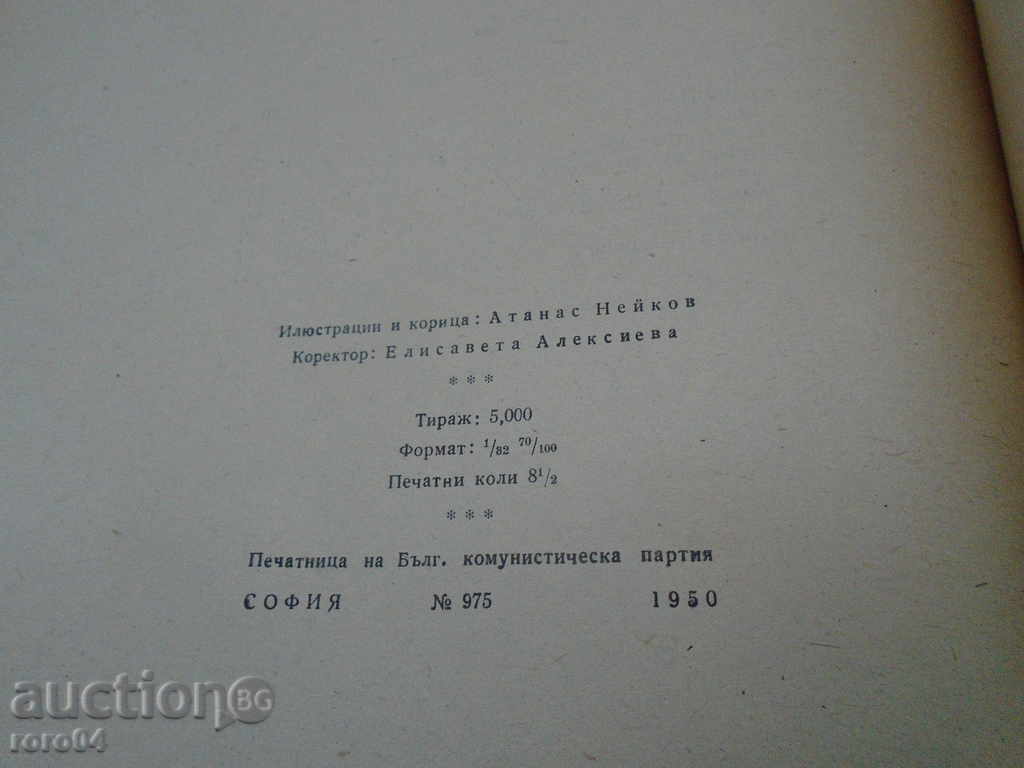 Илюстрации и корица: Атанас Нейков
Коректор: Елисавета Алексиева
* * *
Тираж: 5,000
Формат: 1/32 70/100
Печатни коли 8 1/2
* * *
Печатница на Бълг. комунистическа партия
СОФИЯ № 975 1950
auction BG
roro04